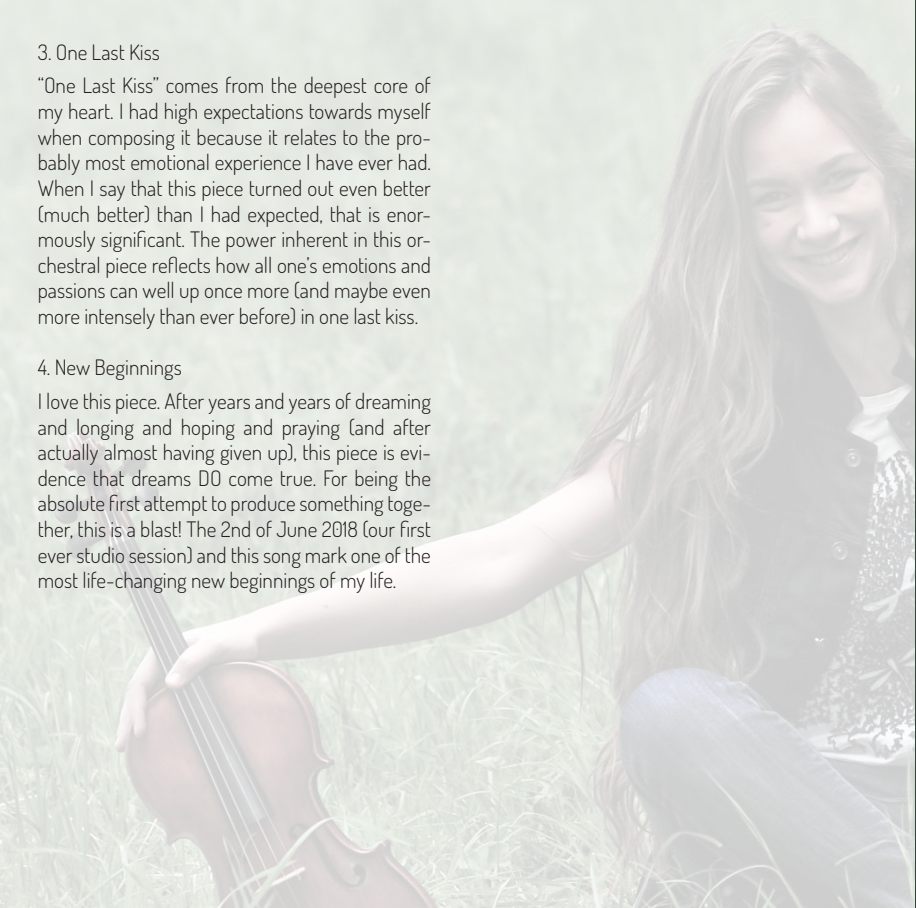 3. One Last Kiss
“One Last Kiss” comes from the deepest core of
my heart. I had high expectations towards myself
when composing it because it relates to the pro-
bably most emotional experience I have ever had.
When I say that this piece turned out even better
(much better) than I had expected, that is enor-
mously significant. The power inherent in this or-
chestral piece reflects how all one’s emotions and
passions can well up once more (and maybe even
more intensely than ever before) in one last kiss.
4. New Beginnings
I love this piece. After years and years of dreaming
and longing and hoping and praying (and after
actually almost having given up), this piece is evi-
dence that dreams DO come true. For being the
absolute first attempt to produce something toge-
ther, this is a blast! The 2nd of June 2018 (our first
ever studio session) and this song mark one of the
most life-changing new beginnings of my life.